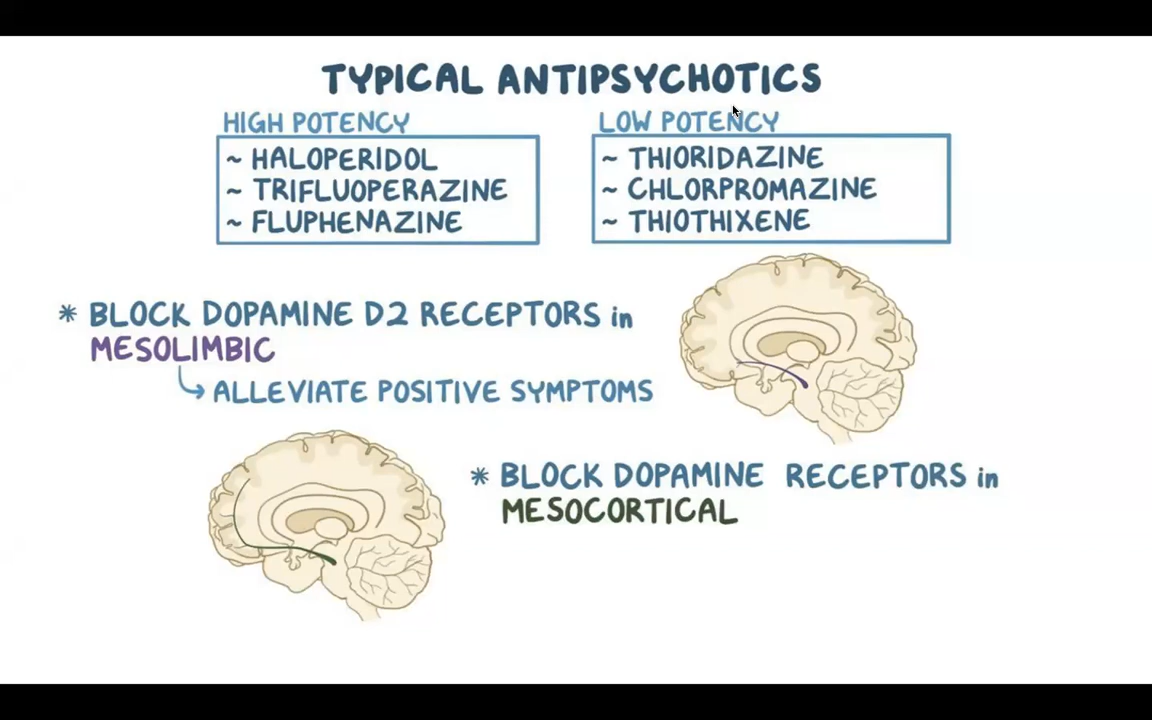 TYPICAL ANTIPSYCHOTICS
HIGH POTENCY
~ HALOPERIDOL
~ TRIFLUOPERAZINE
~ FLUPHENAZINE
LOW POTENCY
~ THIORIDAZINE
~ CHLORPROMAZINE
~ THIOTHIXENE
* BLOCK DOPAMINE D2 RECEPTORS in
MESOLIMBIC
ALLEVIATE POSITIVE SYMPTOMS
* BLOCK DOPAMINE RECEPTORS in
MESOCORTICAL